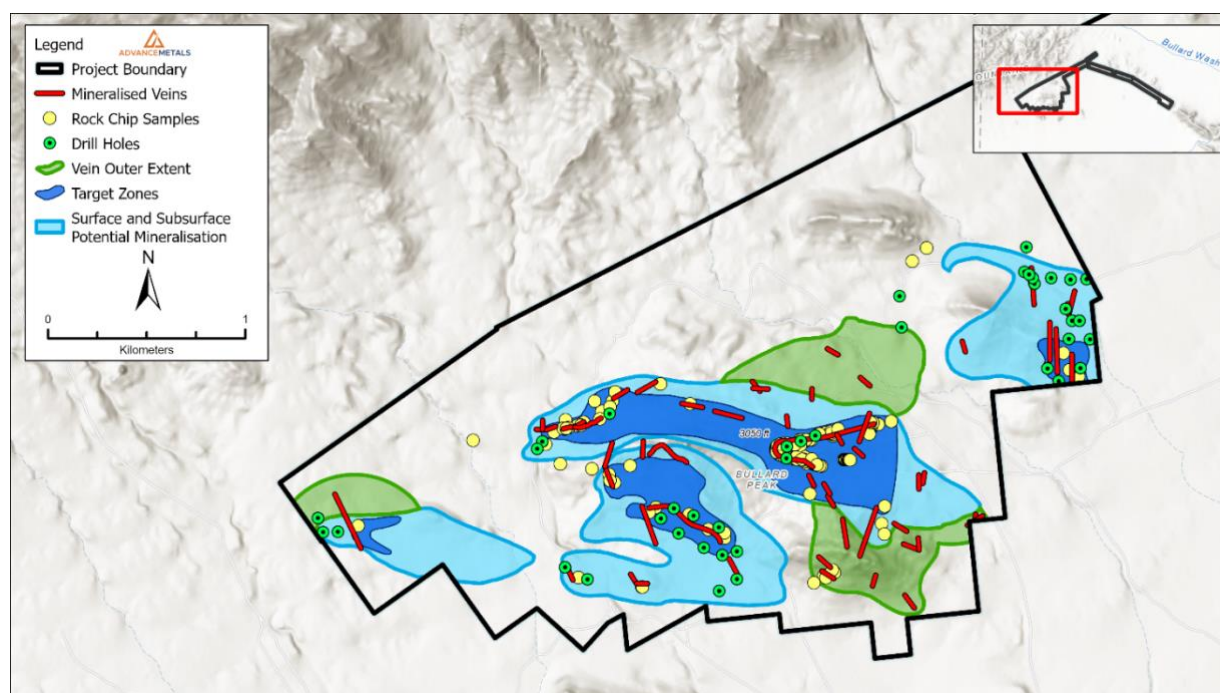 Legend
ADVANCEMETALS
Project Boundary
Mineralised Veins
Rock Chip Samples
Drill Holes
Vein Outer Extent
Target Zones
Surface and Subsurface
Potential Mineralisation
N
0
1
Kilometers
Bullard Wash
3050 ft
BULLARD
PEAK